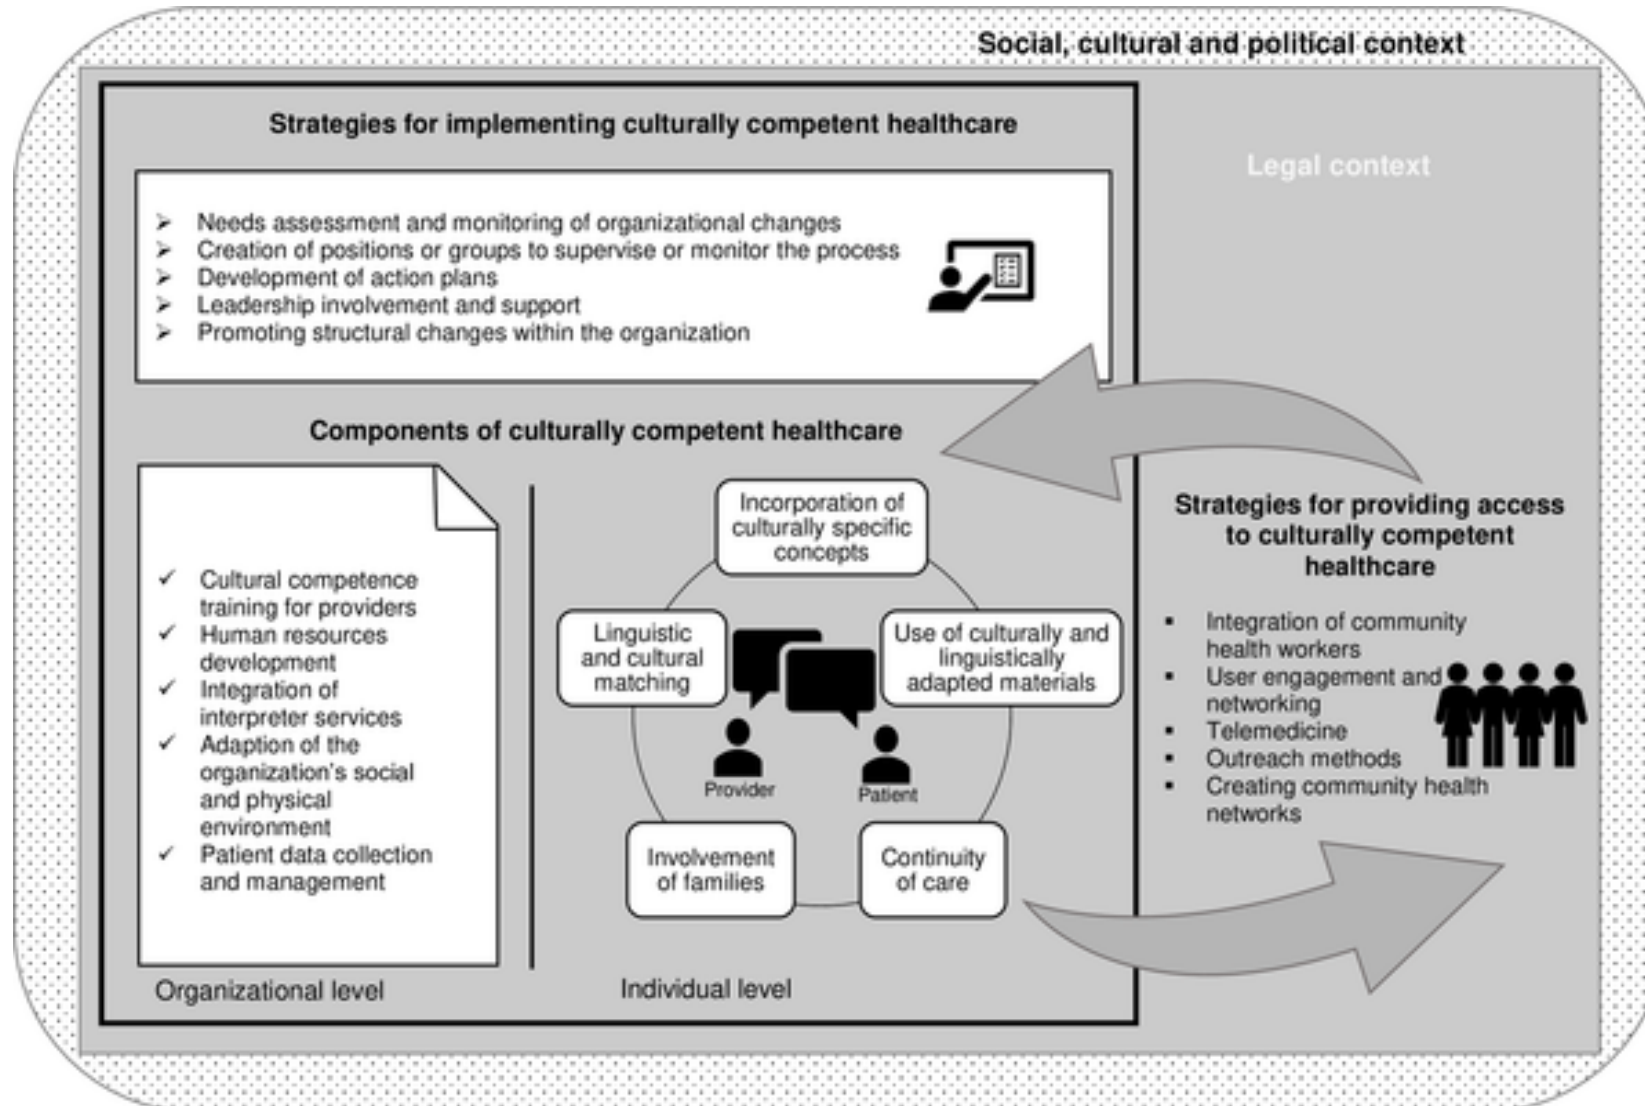 Social, cultural and political context
Legal context
Strategies for implementing culturally competent healthcare
➢ Needs assessment and monitoring of organizational changes
➢ Creation of positions or groups to supervise or monitor the process
➢ Development of action plans
➢ Leadership involvement and support
➢ Promoting structural changes within the organization
Components of culturally competent healthcare
✓ Cultural competence
training for providers
✓ Human resources
development
✓ Integration of
interpreter services
✓ Adaption of the
organization's social
and physical
environment
✓ Patient data collection
and management
Organizational level
Incorporation of
culturally specific
concepts
Linguistic
and cultural
matching
Use of culturally and
linguistically
adapted materials
Provider
Patient
Involvement
of families
Continuity
of care
Individual level
Strategies for providing access
to culturally competent
healthcare
▪ Integration of community
health workers
▪ User engagement and
networking
▪ Telemedicine
▪ Outreach methods
▪ Creating community health
networks